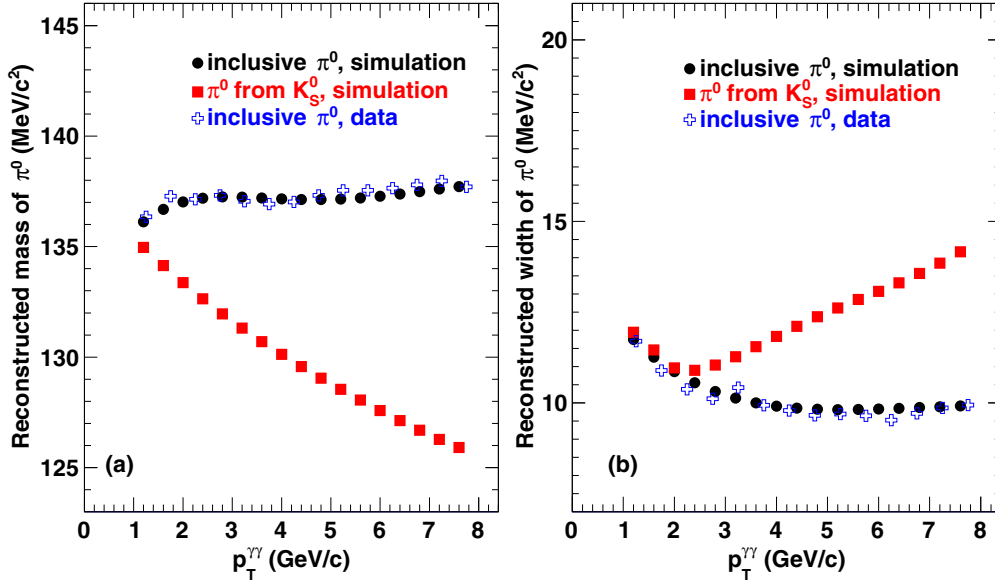 Reconstructed mass of π⁰ (MeV/c²)
145
140
135
130
125
inclusive π⁰, simulation
π⁰ from K_S⁰, simulation
inclusive π⁰, data
(a)
0 1 2 3 4 5 6 7 8
p_T^γγ (GeV/c)
Reconstructed width of π⁰ (MeV/c²)
20
15
10
inclusive π⁰, simulation
π⁰ from K_S⁰, simulation
inclusive π⁰, data
(b)
0 1 2 3 4 5 6 7 8
p_T^γγ (GeV/c)